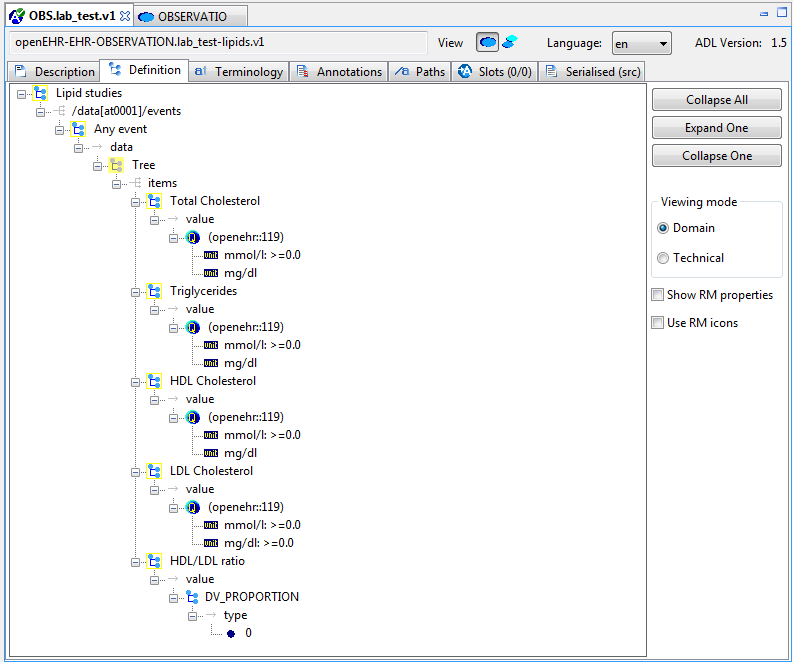 OBS.lab_test.v1 OBSERVATIO
openEHR-EHR-OBSERVATION.lab_test-lipids.v1 View Language: en ADL Version: 1.5
Description Definition Terminology Annotations Paths Slots (0/0) Serialised (src)
Lipid studies
/data[at0001]/events
Any event
data
Tree
items
Total Cholesterol
value
(openehr::119)
unit mmol/l: >=0.0
unit mg/dl
Triglycerides
value
(openehr::119)
unit mmol/l: >=0.0
unit mg/dl
HDL Cholesterol
value
(openehr::119)
unit mmol/l: >=0.0
unit mg/dl
LDL Cholesterol
value
(openehr::119)
unit mmol/l: >=0.0
unit mg/dl: >=0.0
HDL/LDL ratio
value
DV_PROPORTION
type
0
Collapse All
Expand One
Collapse One
Viewing mode
Domain
Technical
Show RM properties
Use RM icons